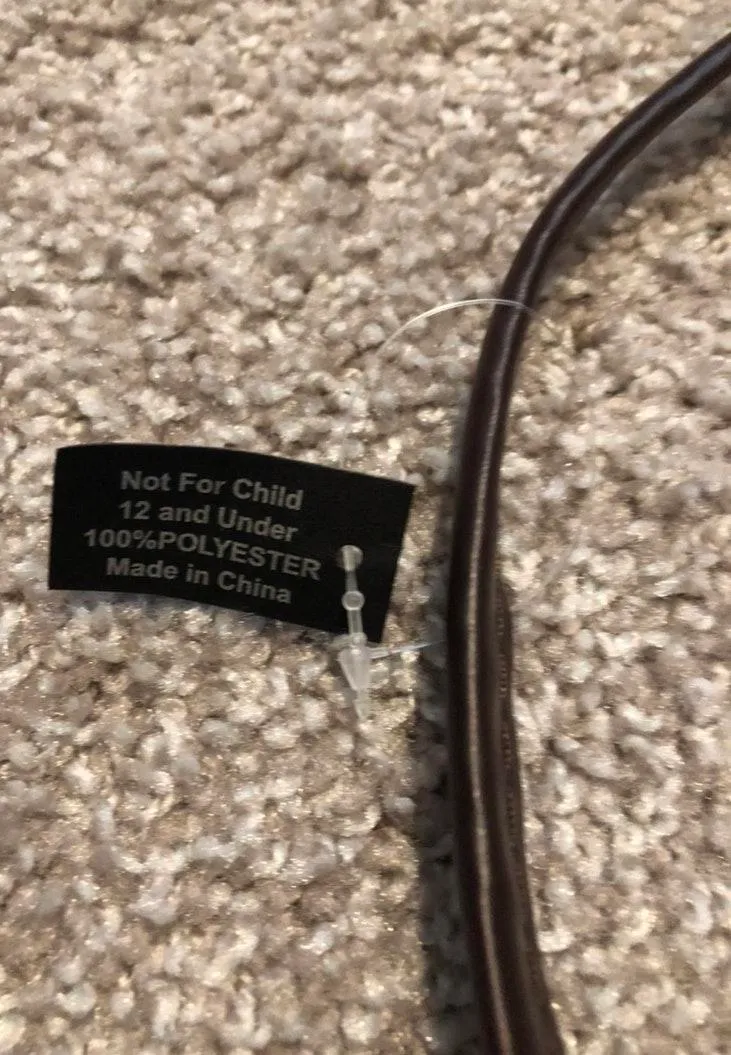 Not For Child
12 and Under
100%POLYESTER
Made in China